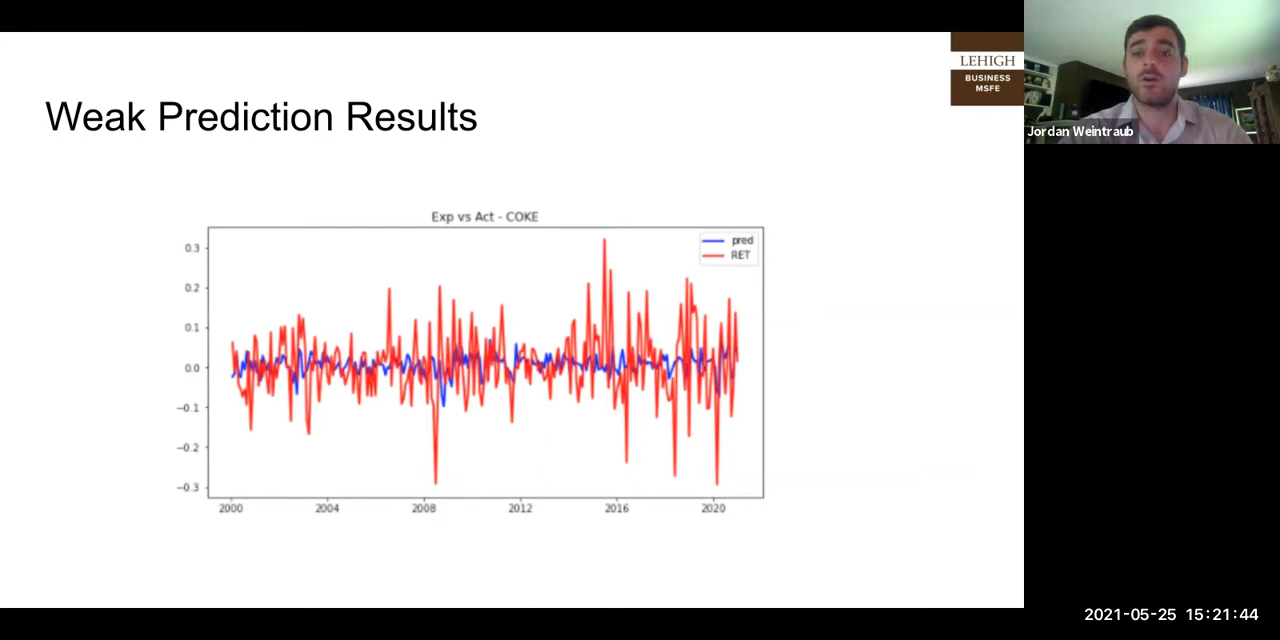 LEHIGH
BUSINESS
MSFE
Weak Prediction Results
Jordan Weintraub
Exp vs Act - COKE
pred
RET
0.3
0.2
0.1
0.0
−0.1
−0.2
−0.3
2000 2004 2008 2012 2016 2020
2021-05-25 15:21:44